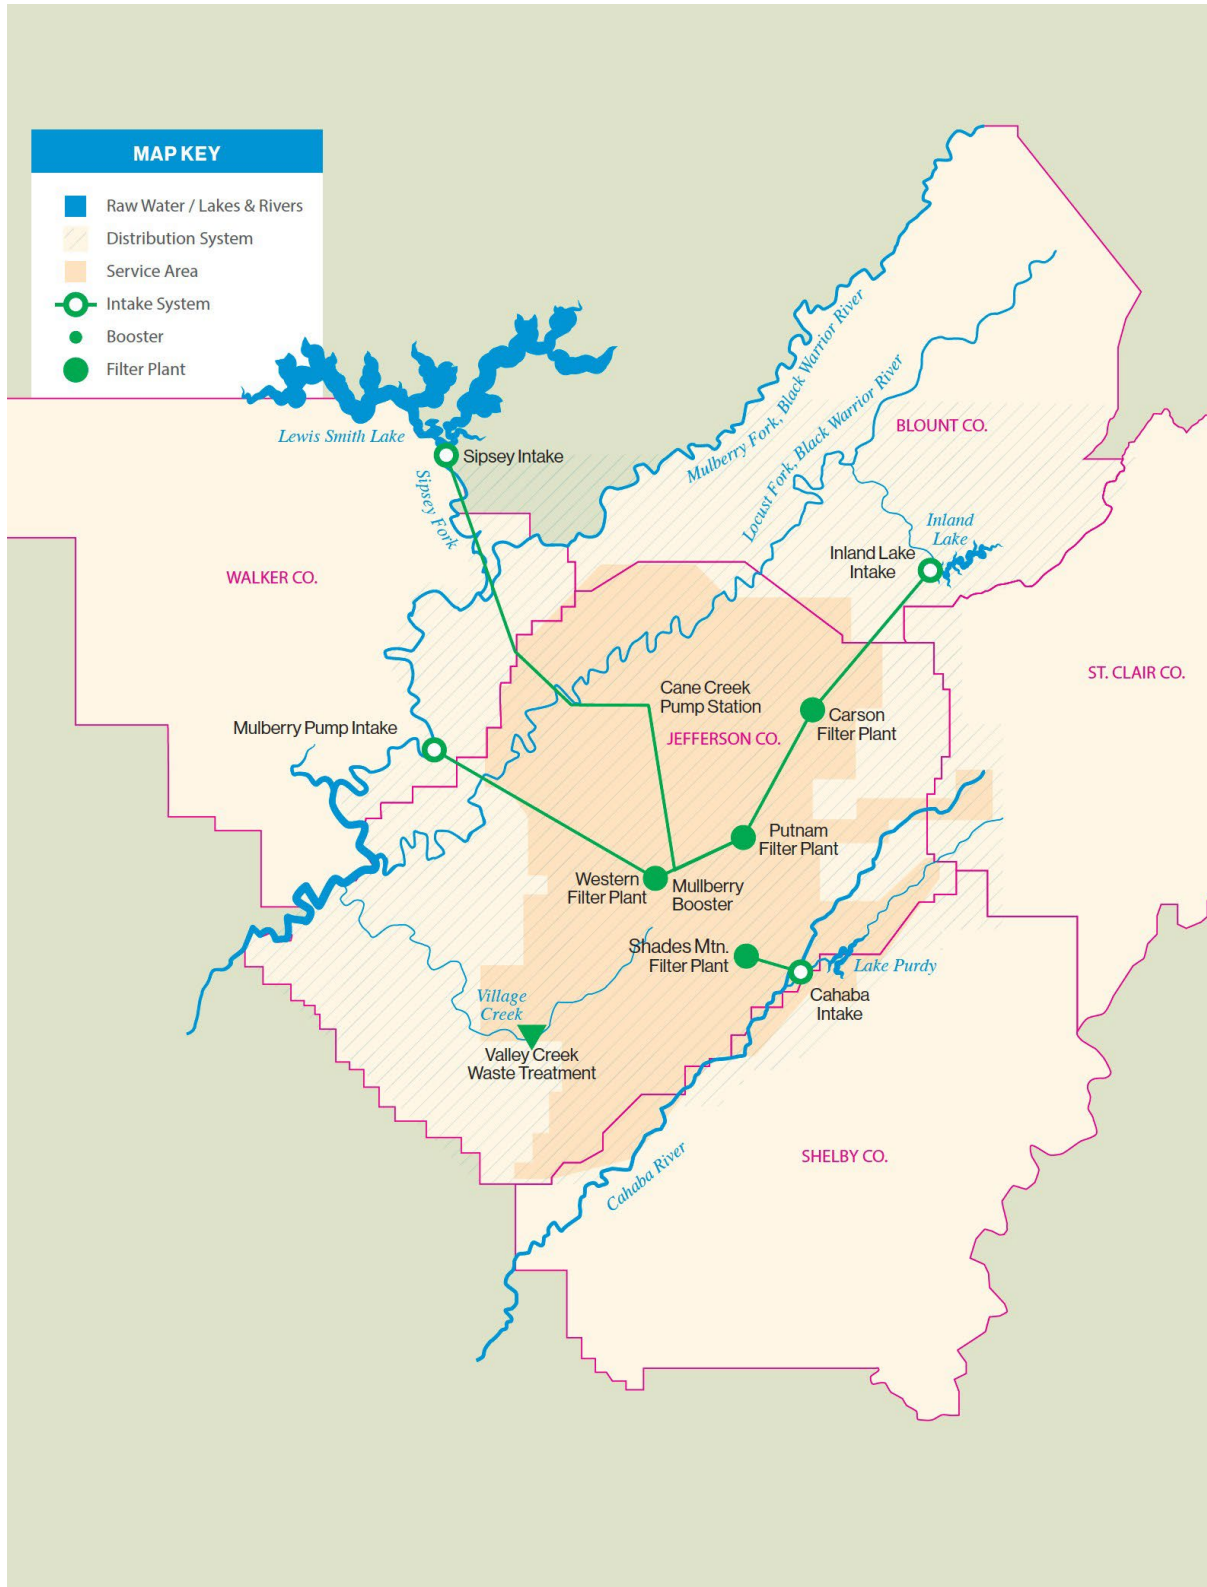 MAP KEY
Raw Water / Lakes & Rivers
Distribution System
Service Area
Intake System
Booster
Filter Plant
Lewis Smith Lake
Sipsey Intake
Sipsey Fork
Mulberry Fork, Black Warrior River
Locust Fork, Black Warrior River
BLOUNT CO.
Inland
Lake
Inland Lake
Intake
WALKER CO.
ST. CLAIR CO.
Cane Creek
Pump Station
Carson
Filter Plant
Mulberry Pump Intake
JEFFERSON CO.
Putnam
Filter Plant
Western
Filter Plant
Mullberry
Booster
Shades Mtn.
Filter Plant
Lake Purdy
Cahaba
Intake
Village
Creek
Valley Creek
Waste Treatment
Cahaba River
SHELBY CO.